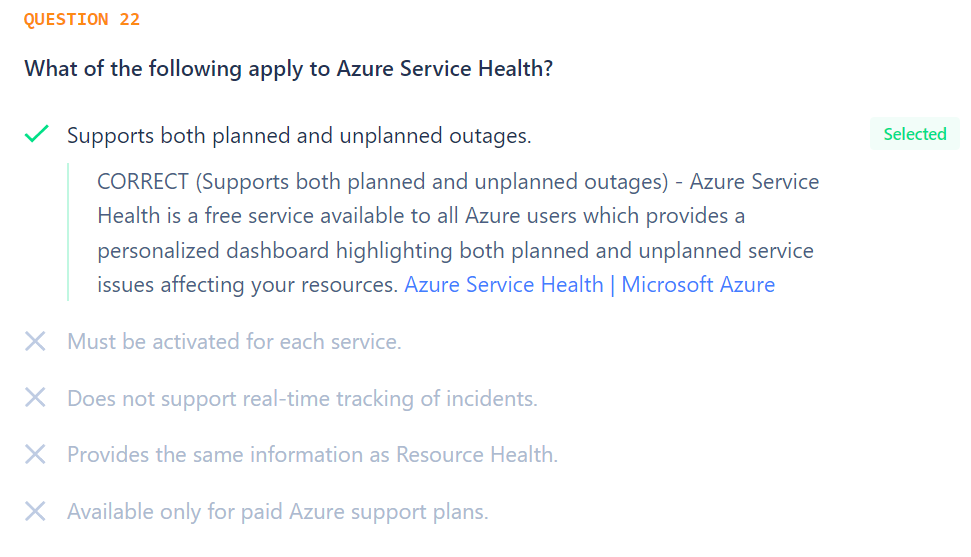 QUESTION 22
What of the following apply to Azure Service Health?
Supports both planned and unplanned outages.
Selected
CORRECT (Supports both planned and unplanned outages) - Azure Service
Health is a free service available to all Azure users which provides a
personalized dashboard highlighting both planned and unplanned service
issues affecting your resources. Azure Service Health | Microsoft Azure
Must be activated for each service.
Does not support real-time tracking of incidents.
Provides the same information as Resource Health.
Available only for paid Azure support plans.